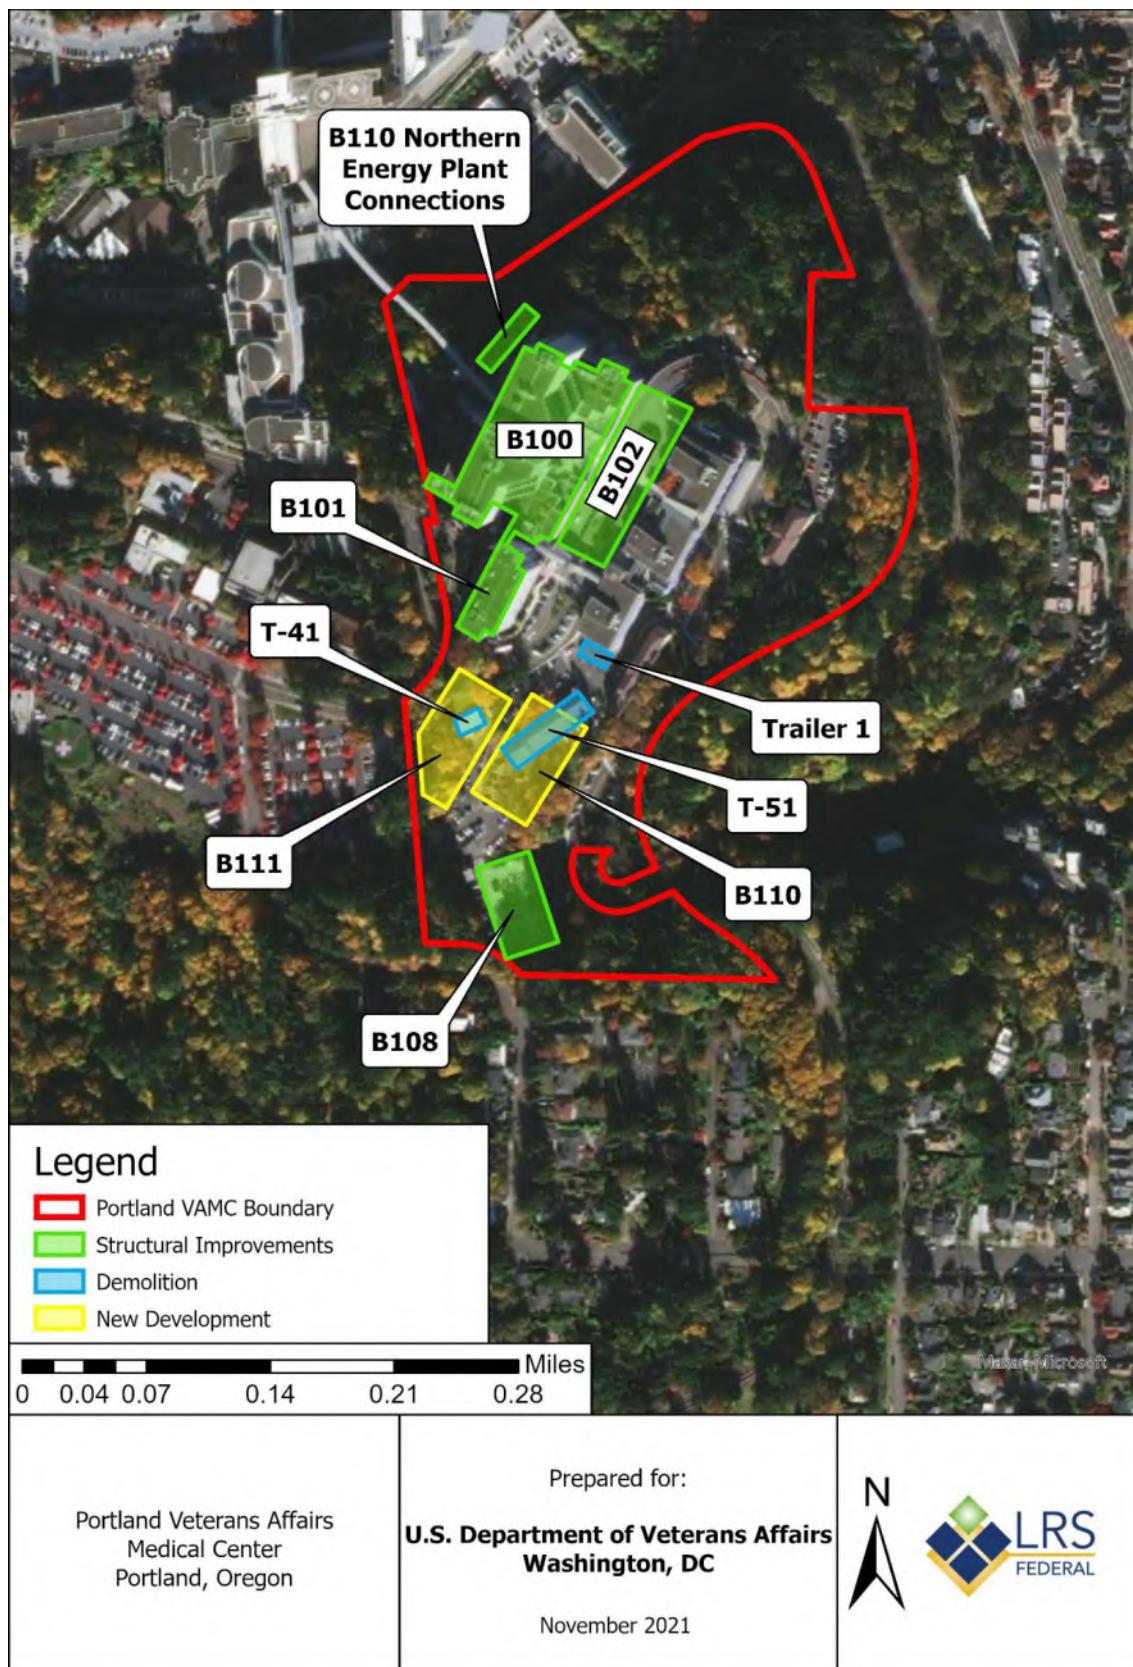 B110 Northern
Energy Plant
Connections
B100
B102
B101
T-41
Trailer 1
T-51
B111
B110
B108
Legend
Portland VAMC Boundary
Structural Improvements
Demolition
New Development
Maxar, Microsoft
Miles
0 0.04 0.07 0.14 0.21 0.28
Portland Veterans Affairs
Medical Center
Portland, Oregon
Prepared for:
U.S. Department of Veterans Affairs
Washington, DC
November 2021
N
LRS
FEDERAL